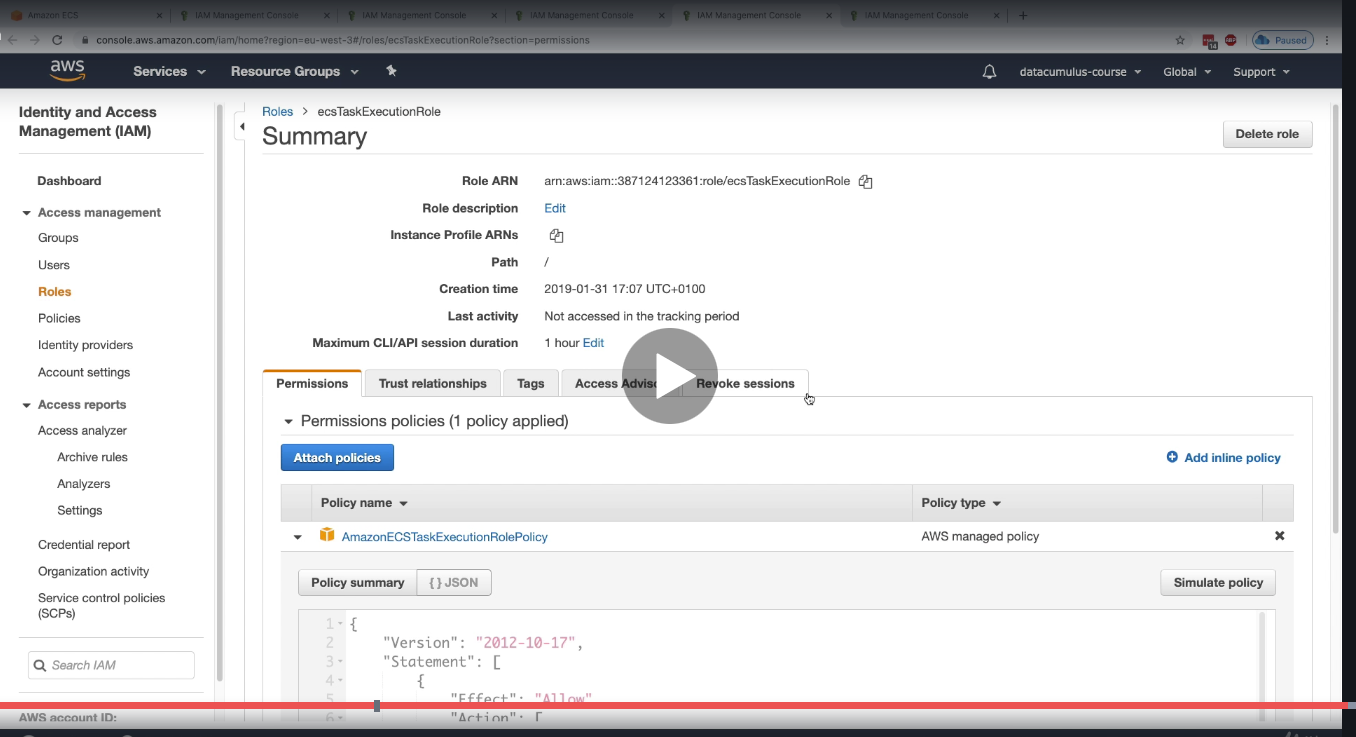 Amazon ECS
IAM Management Console
IAM Management Console
IAM Management Console
IAM Management Console
IAM Management Console
console.aws.amazon.com/iam/home?region=eu-west-3#/roles/ecsTaskExecutionRole?section=permissions
14
ABP
Paused
aws
Services
Resource Groups
datacumulus-course
Global
Support
Identity and Access
Management (IAM)
Dashboard
Access management
Groups
Users
Roles
Policies
Identity providers
Account settings
Access reports
Access analyzer
Archive rules
Analyzers
Settings
Credential report
Organization activity
Service control policies
(SCPs)
Search IAM
AWS account ID:
Roles > ecsTaskExecutionRole
Summary
Delete role
Role ARN arn:aws:iam::387124123361:role/ecsTaskExecutionRole
Role description Edit
Instance Profile ARNs
Path /
Creation time 2019-01-31 17:07 UTC+0100
Last activity Not accessed in the tracking period
Maximum CLI/API session duration 1 hour Edit
Permissions Trust relationships Tags Access Advisor Revoke sessions
Permissions policies (1 policy applied)
Attach policies
Add inline policy
Policy name Policy type
AmazonECSTaskExecutionRolePolicy AWS managed policy
Policy summary { } JSON Simulate policy
1 {
2 "Version": "2012-10-17",
3 "Statement": [
4 {
5 "Effect": "Allow"
6 "Action": [